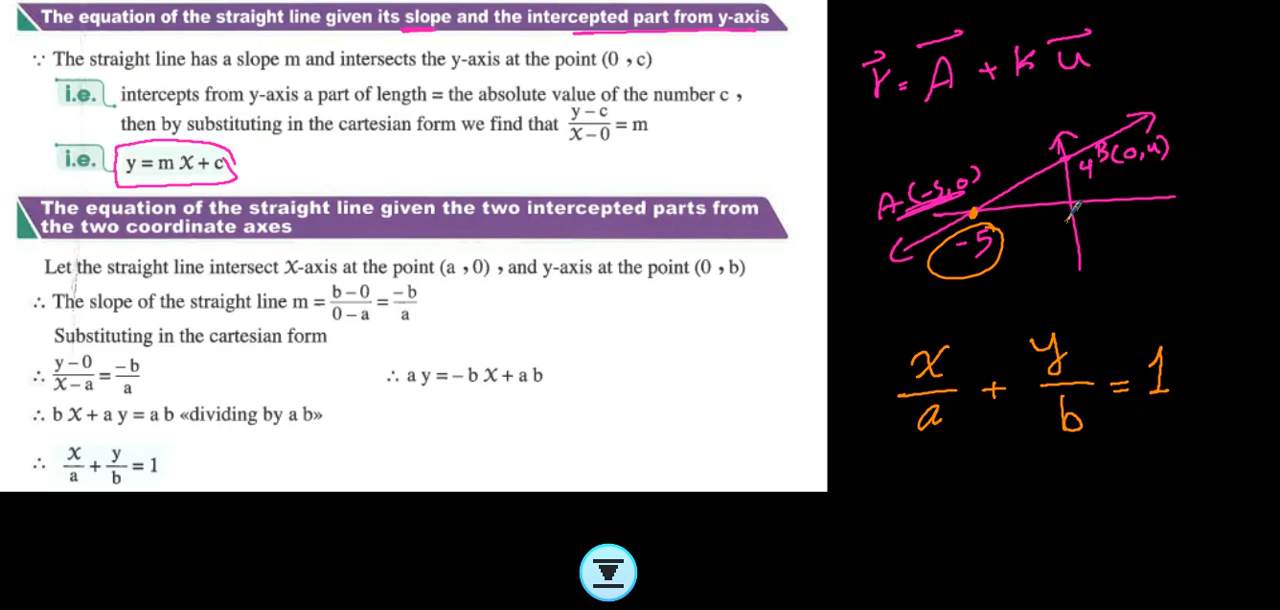 The equation of the straight line given its slope and the intercepted part from y-axis
∵ The straight line has a slope m and intersects the y-axis at the point (0 , c)
i.e. intercepts from y-axis a part of length = the absolute value of the number c ,
then by substituting in the cartesian form we find that (y – c)/(X – 0) = m
i.e. y = m X + c
The equation of the straight line given the two intercepted parts from
the two coordinate axes
Let the straight line intersect X-axis at the point (a , 0) , and y-axis at the point (0 , b)
∴ The slope of the straight line m = (b – 0)/(0 – a) = –b/a
Substituting in the cartesian form
∴ (y – 0)/(X – a) = –b/a ∴ a y = – b X + a b
∴ b X + a y = a b «dividing by a b»
∴ X/a + y/b = 1
r⃗ = A⃗ + K u⃗
4 B(0,4)
A(-5,0)
-5
x/a + y/b = 1